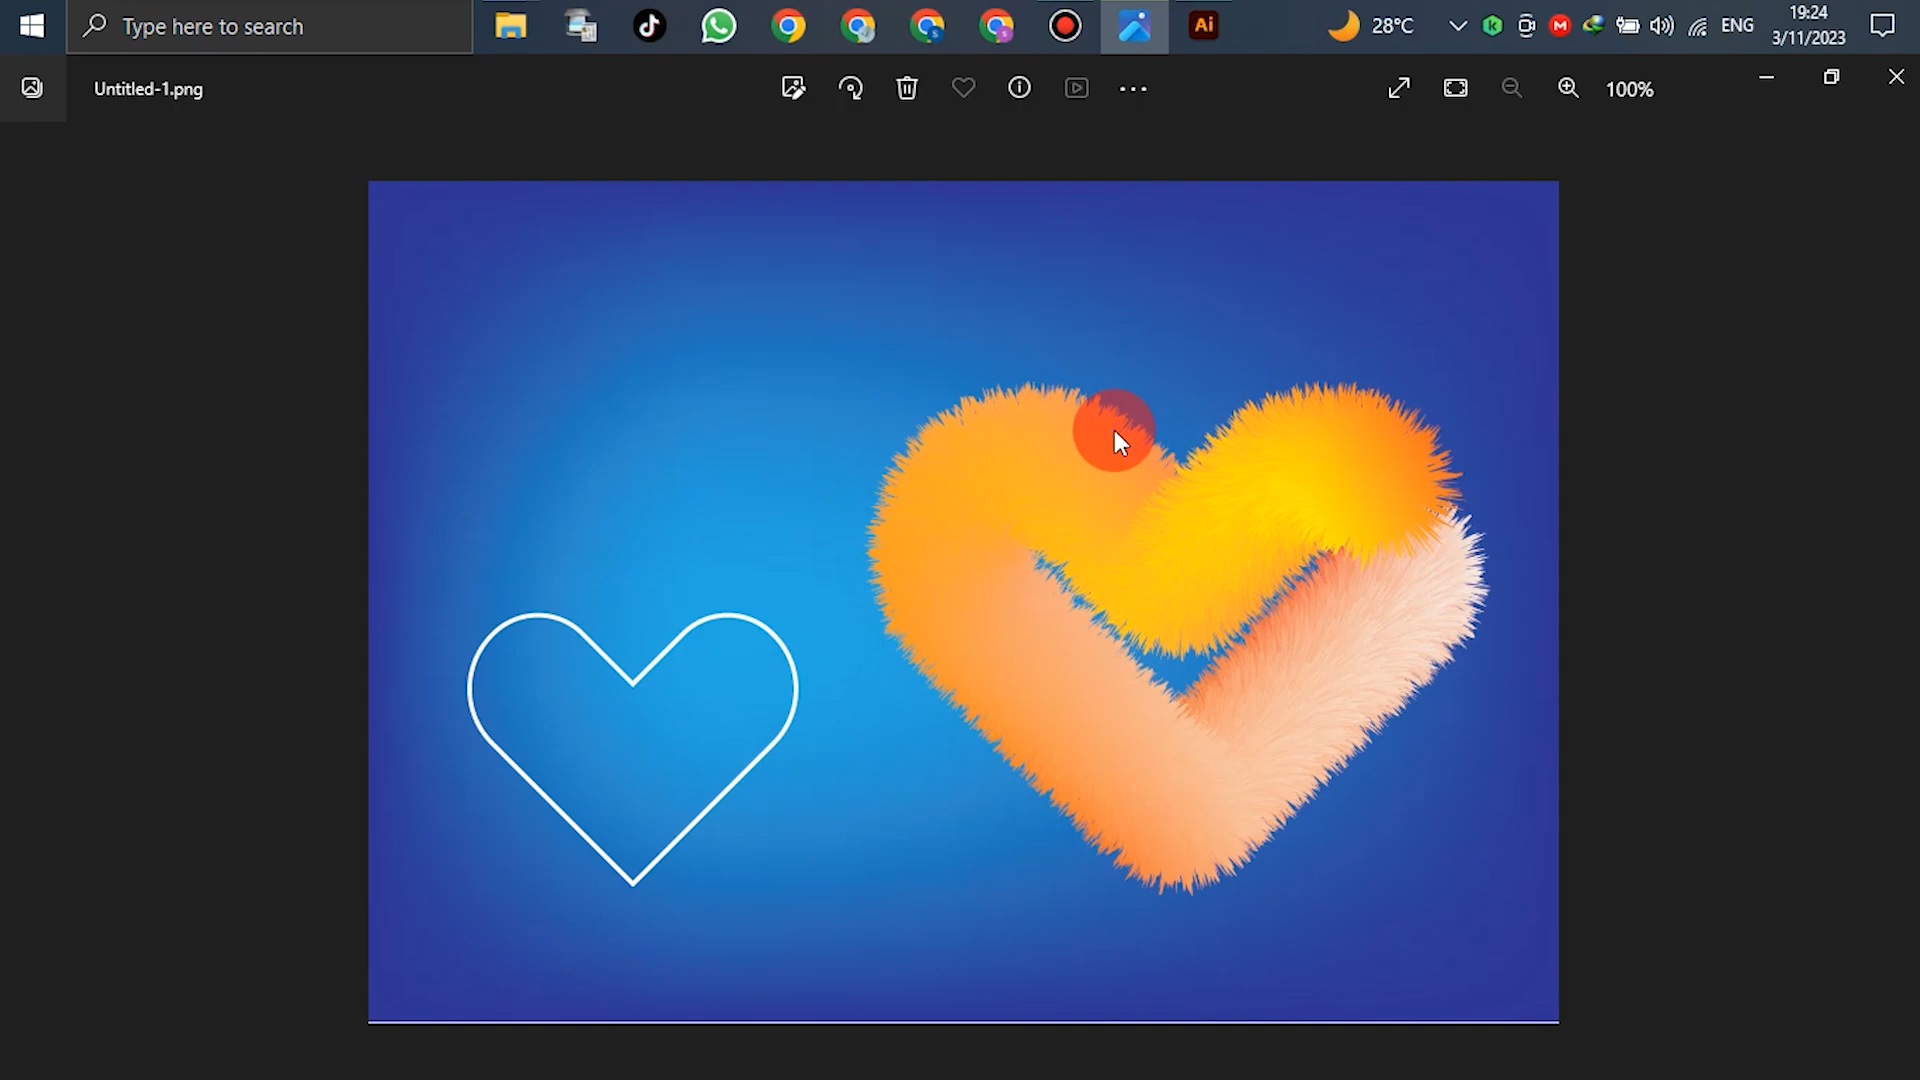 Type here to search
Ai
28°C
ENG
19:24
3/11/2023
Untitled-1.png
100%